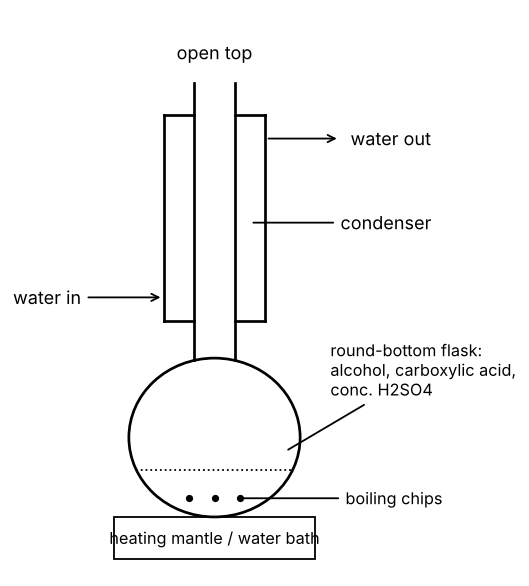 open top
water out
condenser
water in
round-bottom flask:
alcohol, carboxylic acid,
conc. H2SO4
boiling chips
heating mantle / water bath